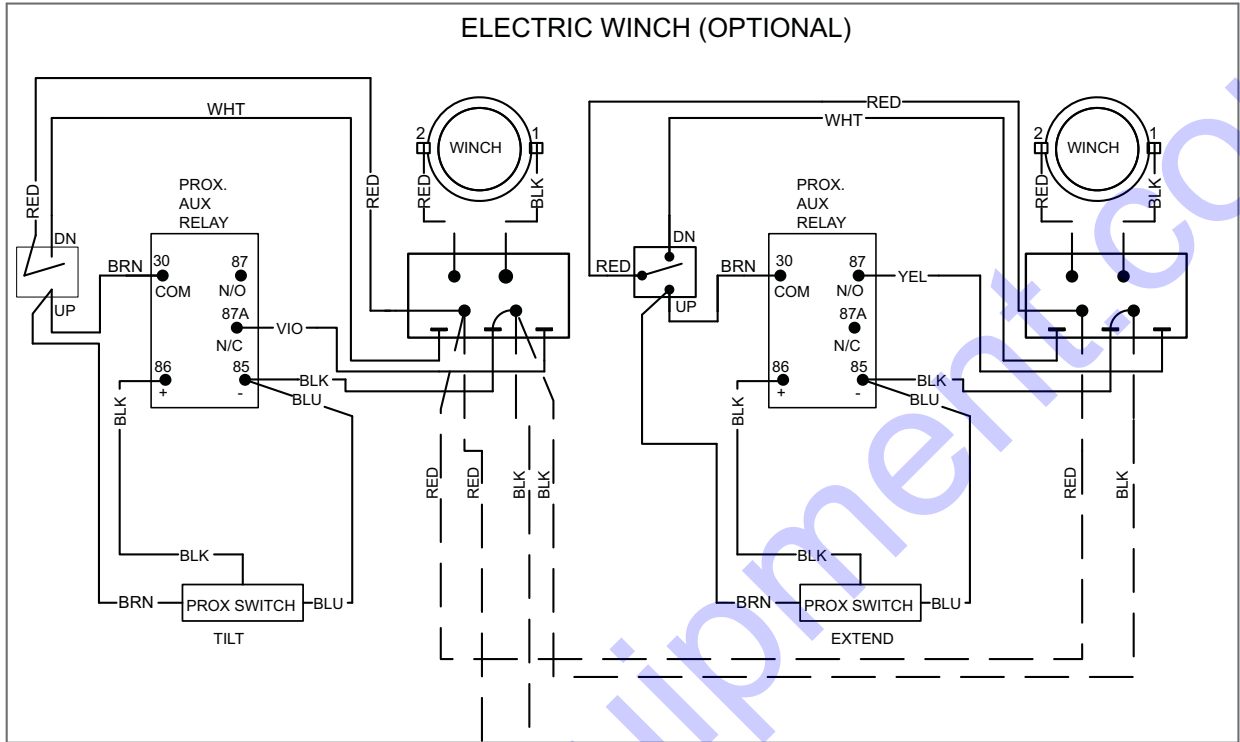 ELECTRIC WINCH (OPTIONAL)
RED
WHT
RED
2
1
WINCH
RED
BLK
PROX.
AUX
RELAY
DN
UP
BRN
30
COM
87
N/O
87A
N/C
VIO
86
+
85
-
BLK
BLU
BLK
BLK
BRN
PROX SWITCH
BLU
TILT
RED
RED
BLK
BLK
RED
WHT
2
1
WINCH
RED
BLK
PROX.
AUX
RELAY
DN
RED
UP
BRN
30
COM
87
N/O
YEL
87A
N/C
86
+
85
-
BLK
BLU
BLK
BLK
BRN
PROX SWITCH
BLU
EXTEND
RED
BLK
uipment.co